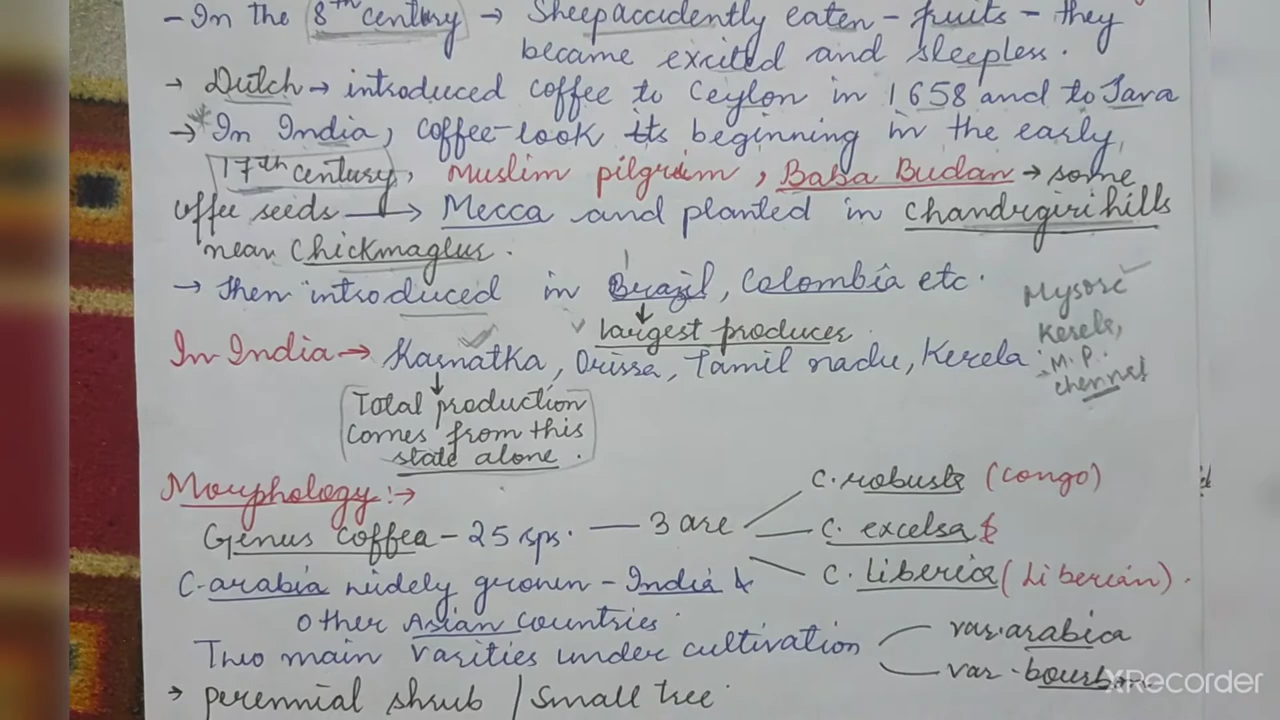 - In the 8th century → Sheep accidently eaten - fruits - they
became excited and sleepless.
→ Dutch → introduced coffee to Ceylon in 1658 and to Java
→ * In India, coffee took its beginning in the early
17th century, Muslim pilgrim, Baba Budan → some
coffee seeds → Mecca and planted in Chandrgiri hills
near Chickmaglur.
→ Then introduced in Brazil, Colombia etc.
largest producer
In India → Karnatka, Orissa, Tamil nadu, Kerela
Mysore
Kerela,
M.P.
chennai
Total production
comes from this
state alone.
Morphology :→
C. robusta (congo)
Genus coffea - 25 sps. — 3 are
C. excelsa
C. Liberica (Liberian).
C. arabia widely grown - India &
other Asian countries.
Two main varities under cultivation
var. arabica
var. bourbon
→ perennial shrub / Small tree.
XRecorder